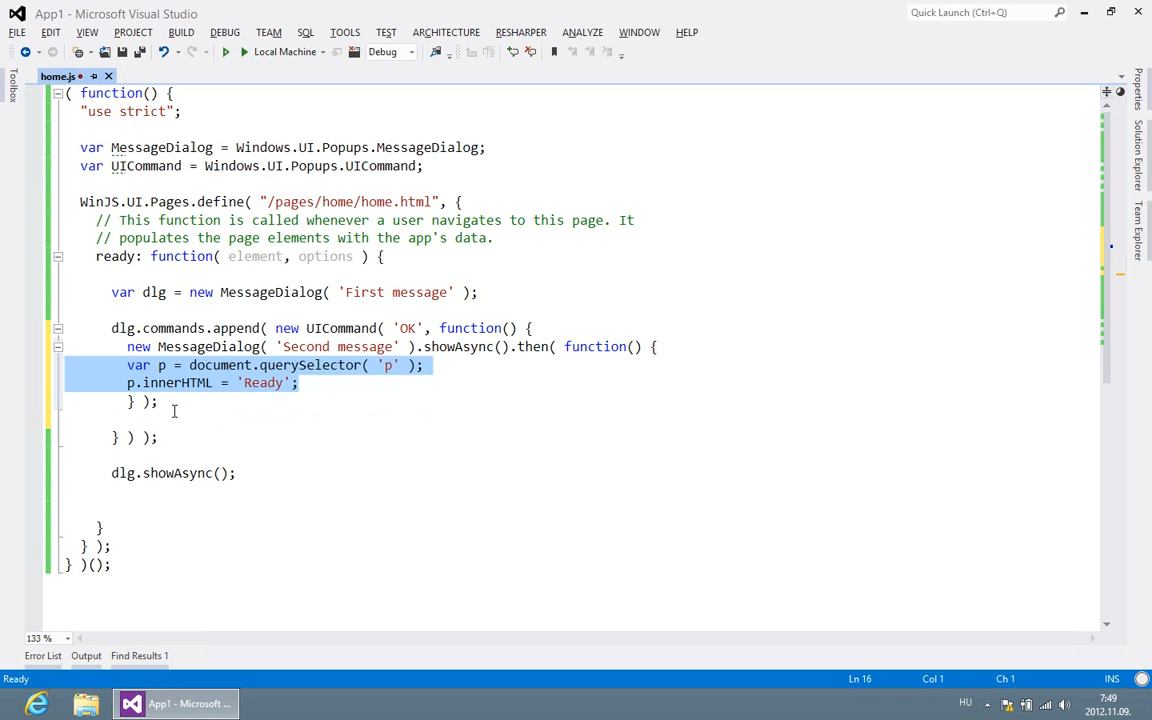 App1 - Microsoft Visual Studio
Quick Launch (Ctrl+Q)
FILE EDIT VIEW PROJECT BUILD DEBUG TEAM SQL TOOLS TEST ARCHITECTURE RESHARPER ANALYZE WINDOW HELP
Local Machine Debug
home.js
Toolbox
Properties
Solution Explorer
Team Explorer
( function() {
"use strict";
var MessageDialog = Windows.UI.Popups.MessageDialog;
var UICommand = Windows.UI.Popups.UICommand;
WinJS.UI.Pages.define( "/pages/home/home.html", {
// This function is called whenever a user navigates to this page. It
// populates the page elements with the app's data.
ready: function( element, options ) {
var dlg = new MessageDialog( 'First message' );
dlg.commands.append( new UICommand( 'OK', function() {
new MessageDialog( 'Second message' ).showAsync().then( function() {
var p = document.querySelector( 'p' );
p.innerHTML = 'Ready';
} );
} ) );
dlg.showAsync();
}
} );
} )();
133 %
Error List Output Find Results 1
Ready Ln 16 Col 1 Ch 1 INS
App1 - Microsoft ...
HU
7:49
2012.11.09.